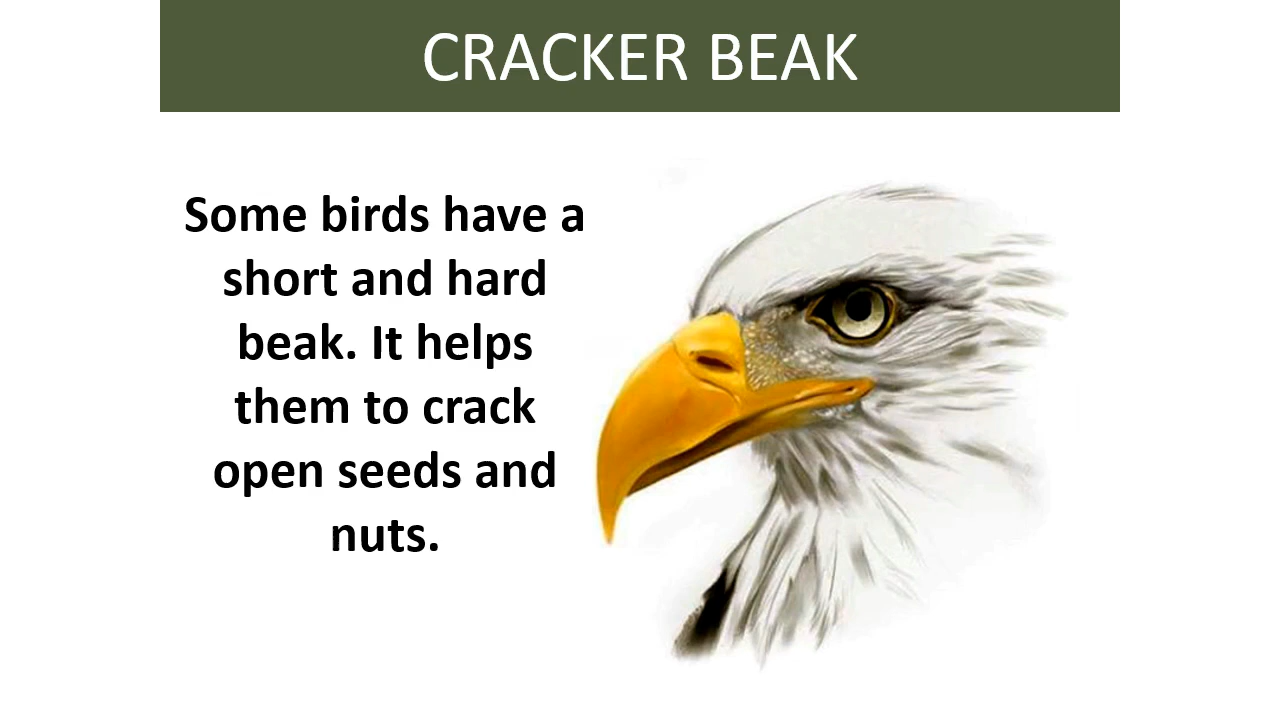 CRACKER BEAK
Some birds have a
short and hard
beak. It helps
them to crack
open seeds and
nuts.